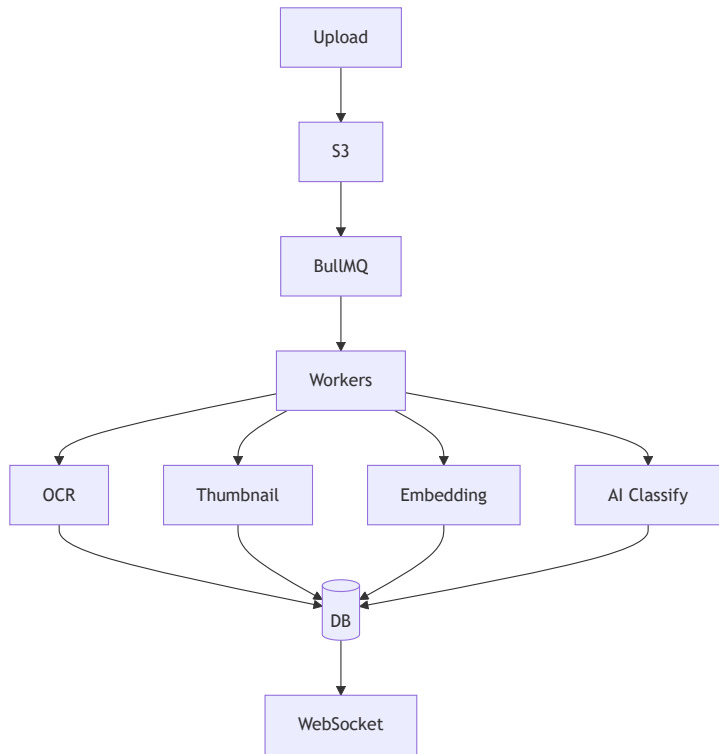 Upload
S3
BullMQ
Workers
OCR
Thumbnail
Embedding
AI Classify
DB
WebSocket